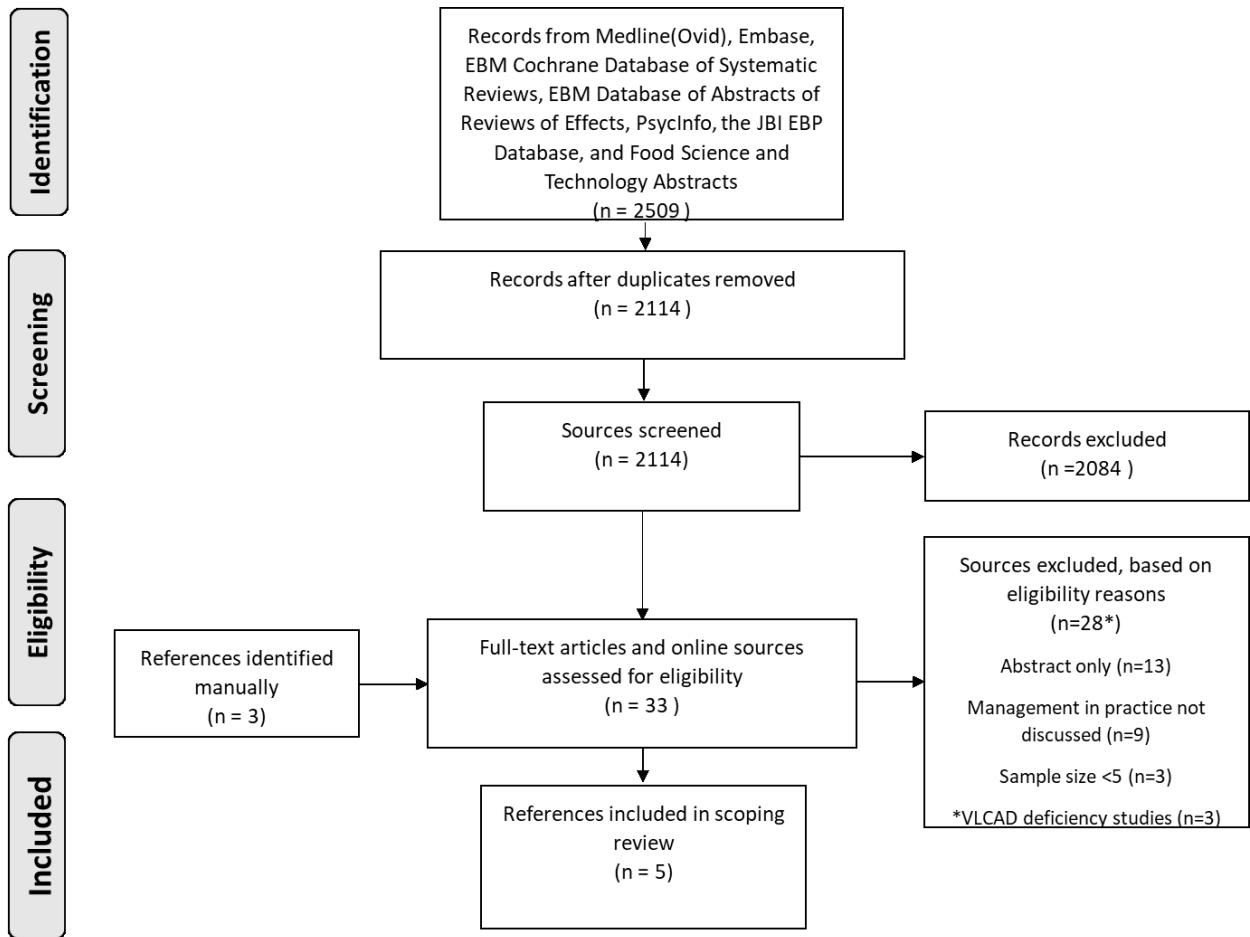 Identification
Records from Medline(Ovid), Embase,
EBM Cochrane Database of Systematic
Reviews, EBM Database of Abstracts of
Reviews of Effects, PsycInfo, the JBI EBP
Database, and Food Science and
Technology Abstracts
(n = 2509 )
Screening
Records after duplicates removed
(n = 2114 )
Sources screened
(n = 2114)
Records excluded
(n =2084 )
Eligibility
References identified
manually
(n = 3)
Full-text articles and online sources
assessed for eligibility
(n = 33 )
Sources excluded, based on
eligibility reasons
(n=28*)
Abstract only (n=13)
Management in practice not
discussed (n=9)
Sample size <5 (n=3)
*VLCAD deficiency studies (n=3)
Included
References included in scoping
review
(n = 5)